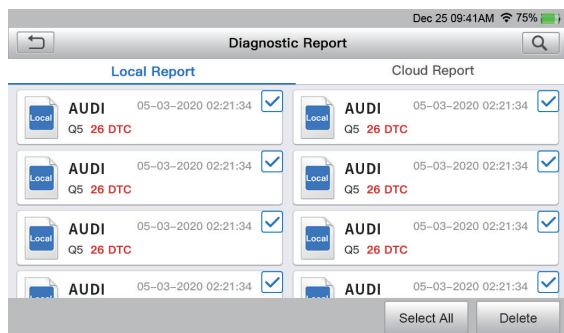 Dec 25 09:41AM 75%
Diagnostic Report
Local Report Cloud Report
Local AUDI 05-03-2020 02:21:34 Local AUDI 05-03-2020 02:21:34
Q5 26 DTC Q5 26 DTC
Local AUDI 05-03-2020 02:21:34 Local AUDI 05-03-2020 02:21:34
Q5 26 DTC Q5 26 DTC
Local AUDI 05-03-2020 02:21:34 Local AUDI 05-03-2020 02:21:34
Q5 26 DTC Q5 26 DTC
Local AUDI 05-03-2020 02:21:34 Local AUDI 05-03-2020 02:21:34
Select All Delete